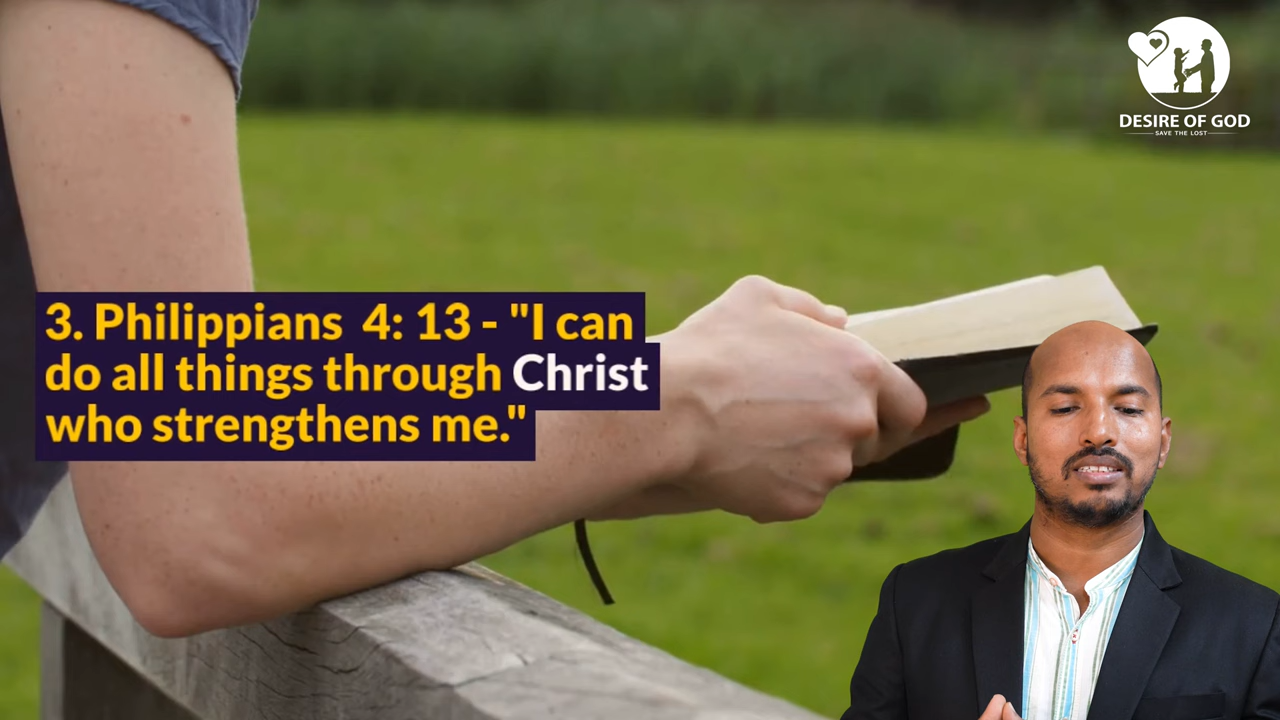 DESIRE OF GOD
SAVE THE LOST
3. Philippians 4: 13 - "I can
do all things through Christ
who strengthens me."